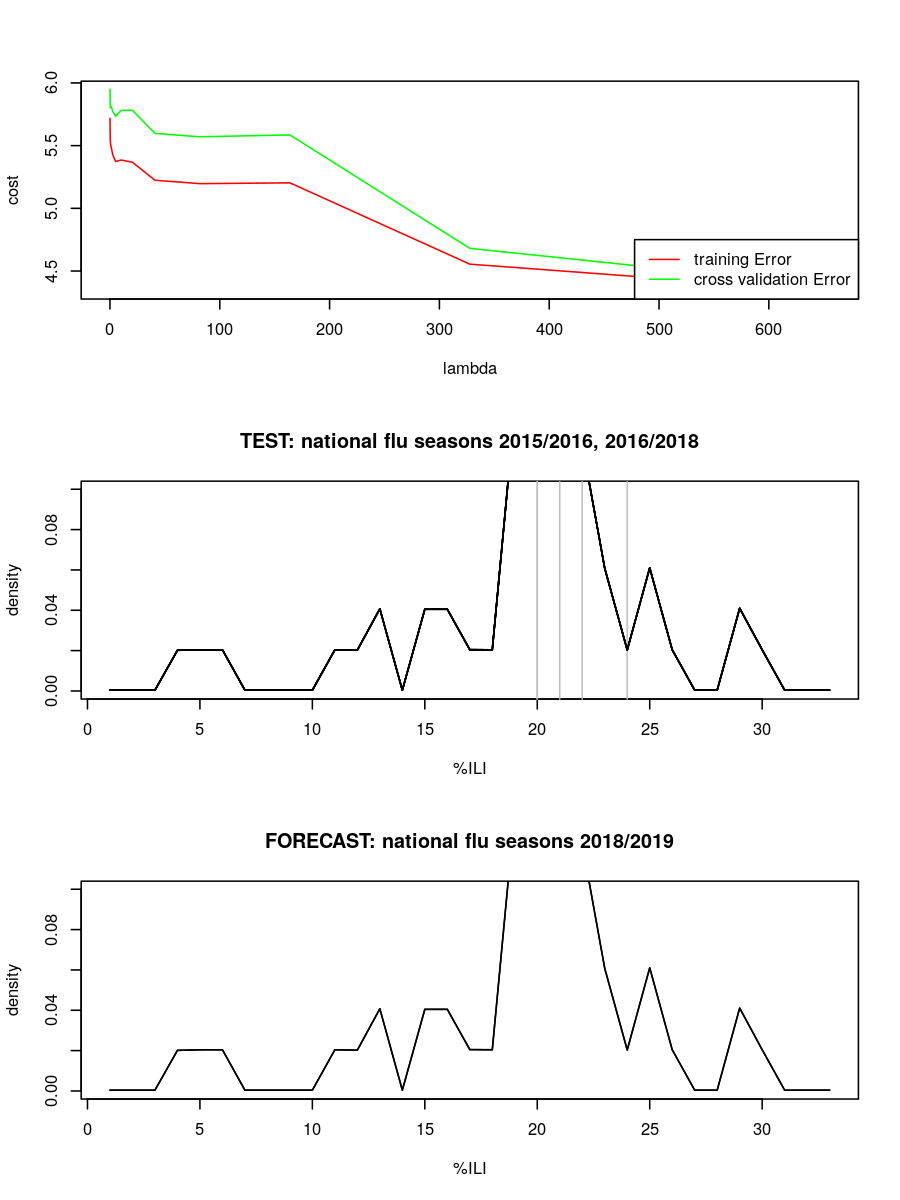 6.0
5.5
5.0
4.5
cost
training Error
cross validation Error
0 100 200 300 400 500 600
lambda
TEST: national flu seasons 2015/2016, 2016/2018
0.08
0.04
0.00
density
0 5 10 15 20 25 30
%ILI
FORECAST: national flu seasons 2018/2019
0.08
0.04
0.00
density
0 5 10 15 20 25 30
%ILI